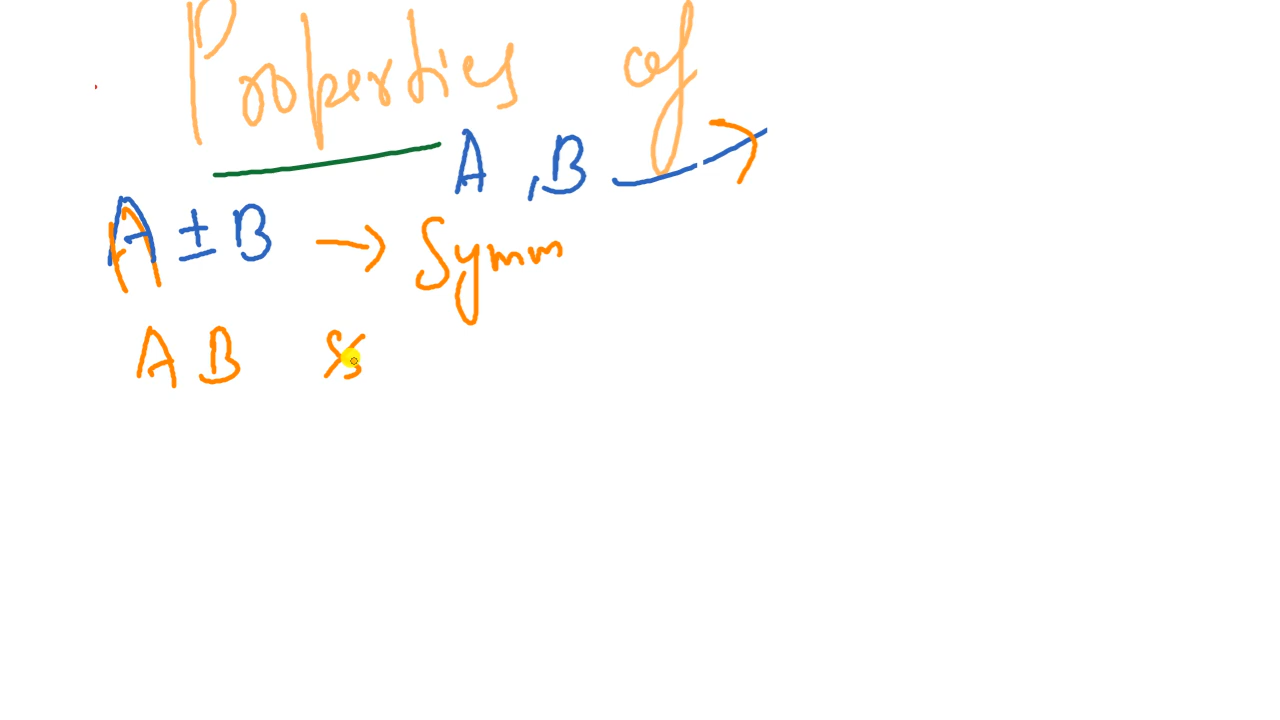 Properties of
A , B
A ± B → Symm
A B